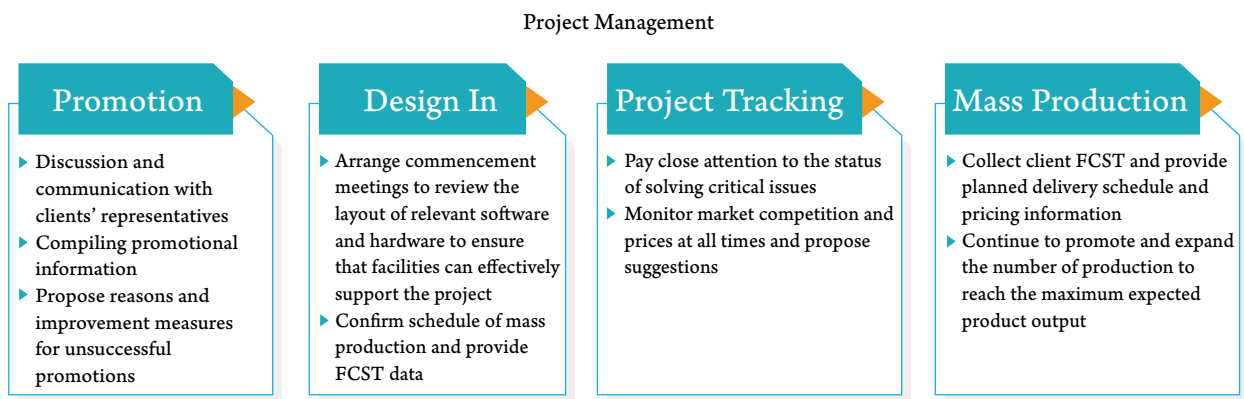 Project Management
Promotion
Discussion and
communication with
clients’ representatives
Compiling promotional
information
Propose reasons and
improvement measures
for unsuccessful
promotions
Design In
Arrange commencement
meetings to review the
layout of relevant software
and hardware to ensure
that facilities can effectively
support the project
Confirm schedule of mass
production and provide
FCST data
Project Tracking
Pay close attention to the status
of solving critical issues
Monitor market competition and
prices at all times and propose
suggestions
Mass Production
Collect client FCST and provide
planned delivery schedule and
pricing information
Continue to promote and expand
the number of production to
reach the maximum expected
product output